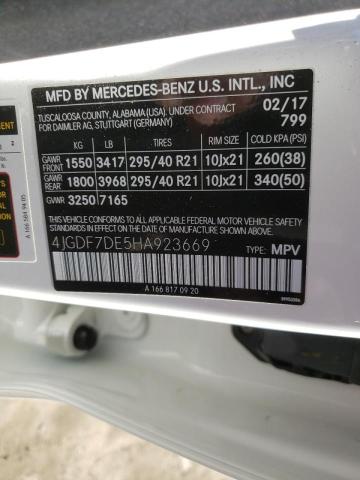 MFD BY MERCEDES-BENZ U.S. INTL., INC
TUSCALOOSA COUNTY, ALABAMA (USA). UNDER CONTRACT 02/17
FOR DAIMLER AG, STUTTGART (GERMANY) 799
KG LB TIRES RIM SIZE COLD KPA (PSI)
GAWR FRONT 1550 3417 295/40 R21 10Jx21 260(38)
GAWR REAR 1800 3968 295/40 R21 10Jx21 340(50)
GVWR 3250 7165
THIS VEHICLE CONFORMS TO ALL APPLICABLE FEDERAL MOTOR VEHICLE
SAFETY STANDARDS IN EFFECT ON THE DATE OF MANUFACTURE SHOWN ABOVE
4JGDF7DE5HA923669 TYPE: MPV
A 166 817 09 20
A 166 584 94 05